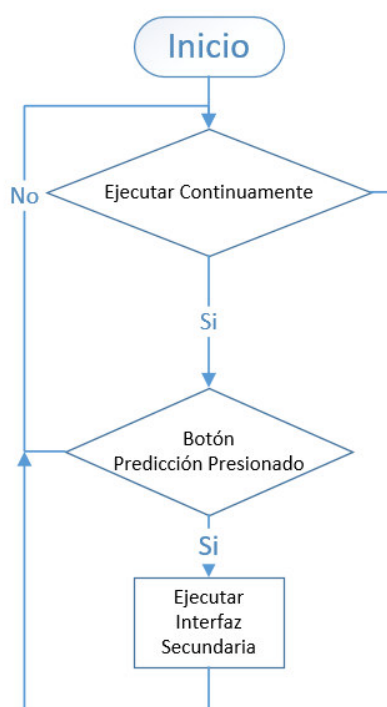 Inicio
Ejecutar Continuamente
No
Si
Botón
Predicción Presionado
Si
Ejecutar
Interfaz
Secundaria